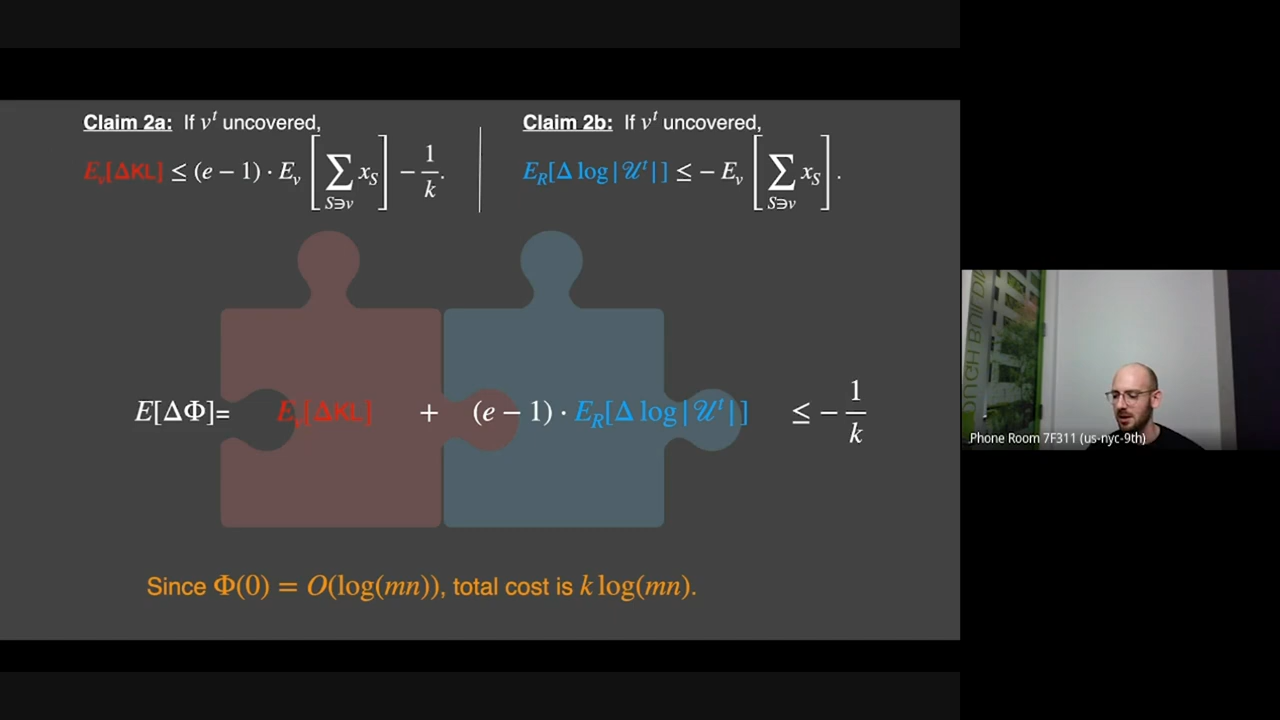 Claim 2a: If v^t uncovered,
E_v[ΔKL] ≤ (e − 1) · E_v [ ∑_{S∋v} x_S ] − 1/k.
Claim 2b: If v^t uncovered,
E_R[Δ log|𝒰^t|] ≤ − E_v [ ∑_{S∋v} x_S ].
E[ΔΦ]= E_v[ΔKL] + (e − 1) · E_R[Δ log|𝒰^t|] ≤ − 1/k
Since Φ(0) = O(log(mn)), total cost is k log(mn).
Phone Room 7F311 (us-nyc-9th)